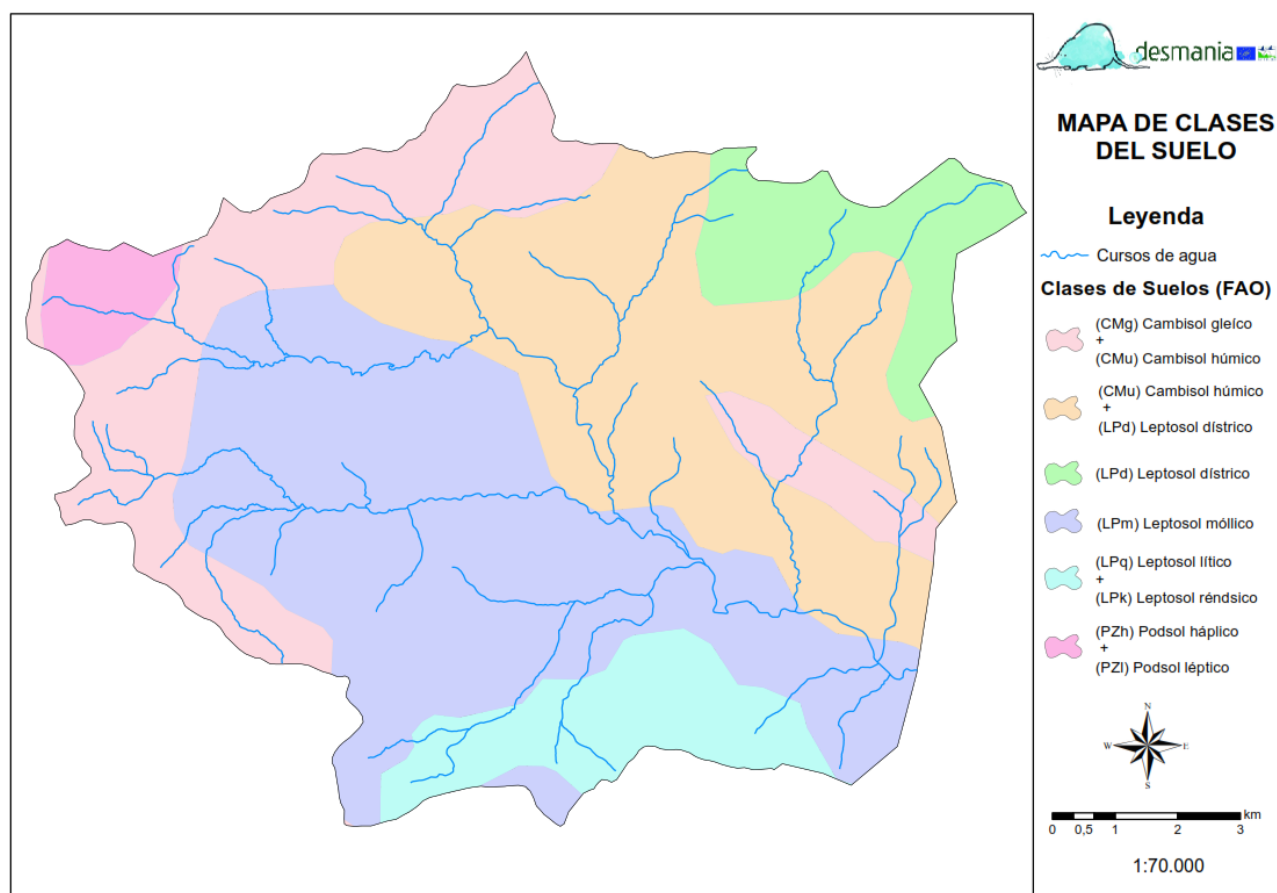 desmania
MAPA DE CLASES
DEL SUELO
Leyenda
Cursos de agua
Clases de Suelos (FAO)
(CMg) Cambisol gleíco
+
(CMu) Cambisol húmico
(CMu) Cambisol húmico
+
(LPd) Leptosol dístrico
(LPd) Leptosol dístrico
(LPm) Leptosol móllico
(LPq) Leptosol lítico
+
(LPk) Leptosol réndsico
(PZh) Podsol háplico
+
(PZl) Podsol léptico
N
W E
S
km
0 0,5 1 2 3
1:70.000